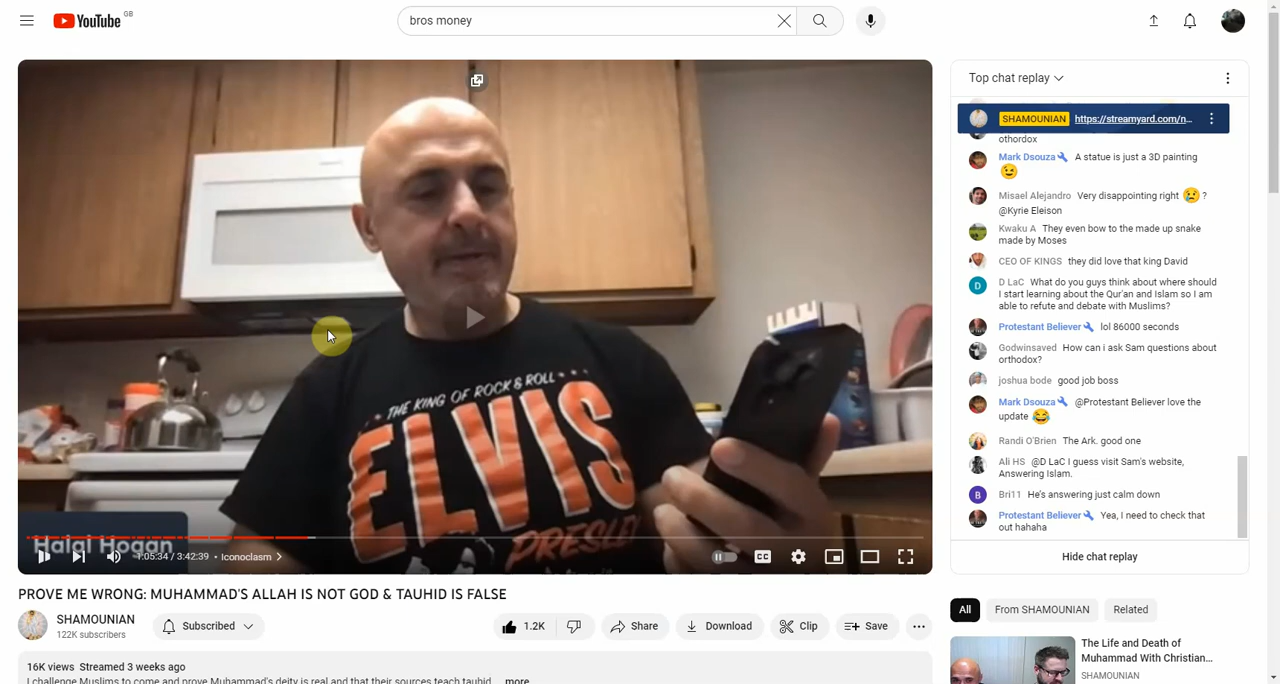 YouTube GB
bros money
THE KING OF ROCK & ROLL
ELVIS
PRESLEY
Halal Hogan
1:05:34 / 3:42:39 • Iconoclasm >
CC
PROVE ME WRONG: MUHAMMAD'S ALLAH IS NOT GOD & TAUHID IS FALSE
SHAMOUNIAN
122K subscribers
Subscribed
1.2K
Share
Download
Clip
Save
16K views Streamed 3 weeks ago
I challenge Muslims to come and prove Muhammad's deity is real and that their sources teach tauhid ...more
Top chat replay
SHAMOUNIAN https://streamyard.com/n...
othordox
Mark Dsouza A statue is just a 3D painting
😉
Misael Alejandro Very disappointing right 😢 ?
@Kyrie Eleison
Kwaku A They even bow to the made up snake
made by Moses
CEO OF KINGS they did love that king David
D
D LaC What do you guys think about where should
I start learning about the Qur'an and Islam so I am
able to refute and debate with Muslims?
Protestant Believer lol 86000 seconds
Godwinsaved How can i ask Sam questions about
orthodox?
joshua bode good job boss
Mark Dsouza @Protestant Believer love the
update 😂
Randi O'Brien The Ark. good one
Ali HS @D LaC I guess visit Sam's website,
Answering Islam.
B
Bri11 He's answering just calm down
Protestant Believer Yea, I need to check that
out hahaha
Hide chat replay
All
From SHAMOUNIAN
Related
The Life and Death of
Muhammad With Christian...
SHAMOUNIAN